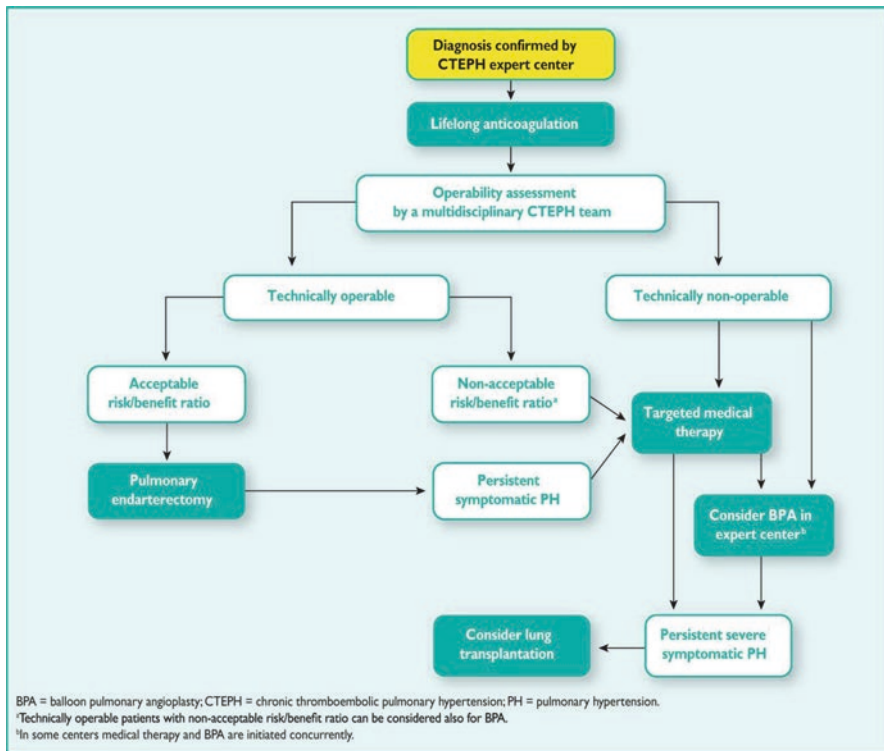 Diagnosis confirmed by
CTEPH expert center
Lifelong anticoagulation
Operability assessment
by a multidisciplinary CTEPH team
Technically operable
Technically non-operable
Acceptable
risk/benefit ratio
Non-acceptable
risk/benefit ratioᵃ
Targeted medical
therapy
Pulmonary
endarterectomy
Persistent
symptomatic PH
Consider BPA in
expert centerᵇ
Consider lung
transplantation
Persistent severe
symptomatic PH
BPA = balloon pulmonary angioplasty; CTEPH = chronic thromboembolic pulmonary hypertension; PH = pulmonary hypertension.
ᵃTechnically operable patients with non-acceptable risk/benefit ratio can be considered also for BPA.
ᵇIn some centers medical therapy and BPA are initiated concurrently.